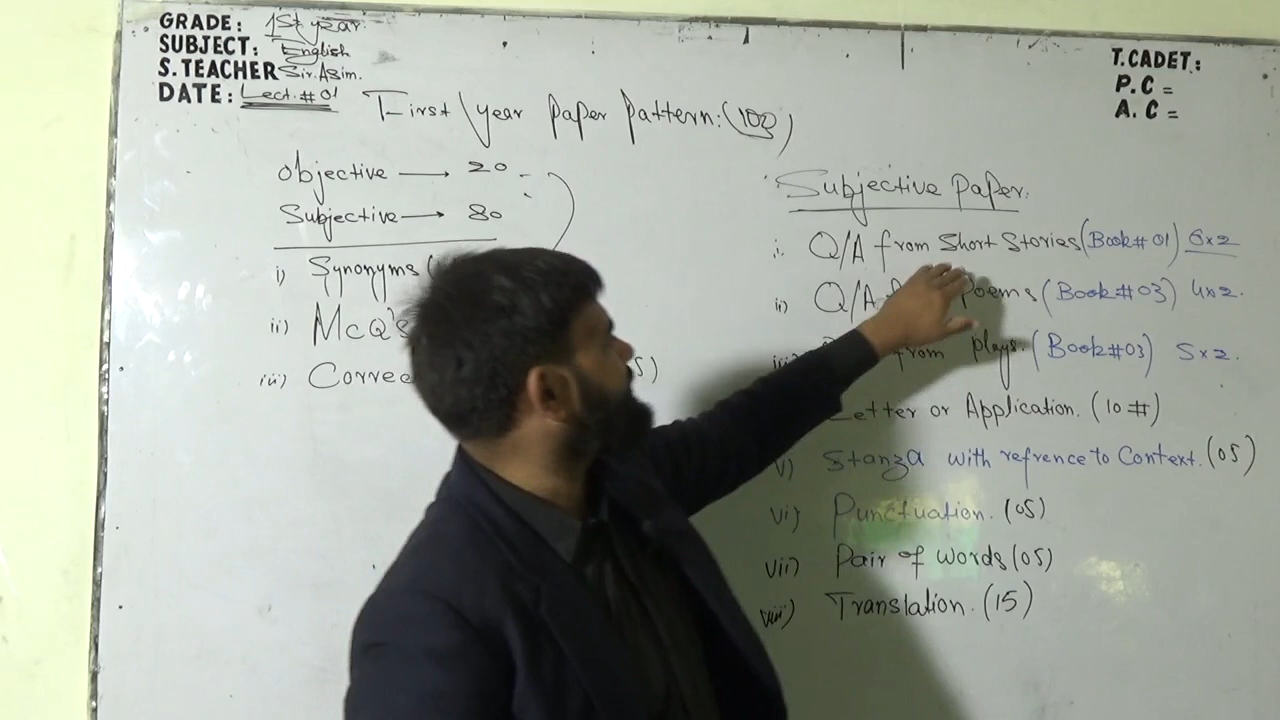 GRADE: 1st year.
SUBJECT: English
S.TEACHER Sir. Asim.
DATE: Lect. # 01
T.CADET:
P.C =
A.C =
First year paper pattern: (100)
Objective → 20
Subjective → 80
i) Synonyms (
ii) McQ's
iii) Correc 5)
Subjective Paper.
i. Q/A from Short Stories (Book# 01) 6x2
ii) Q/A Poems (Book #03) 4x2.
from plays. (Book#03) 5x2.
Letter or Application. (10 #)
v) Stanza with refrence to Context. (05)
vi) Punctuation. (05)
vii) Pair of words (05)
viii) Translation. (15)